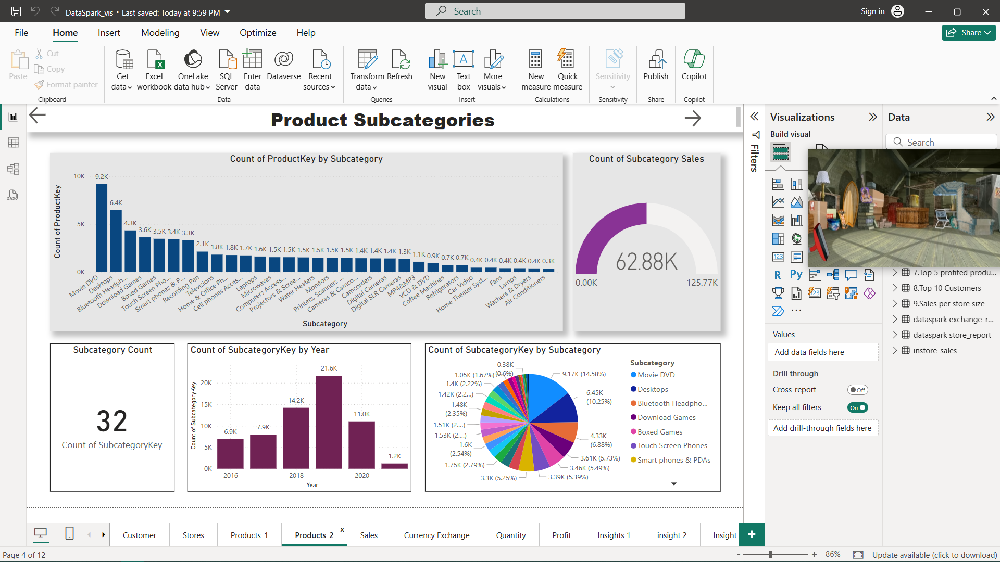 DataSpark_vis • Last saved: Today at 9:59 PM
Search
Sign in
File
Home
Insert
Modeling
View
Optimize
Help
Share
Paste
Cut
Copy
Format painter
Clipboard
Get data
Excel workbook
OneLake data hub
SQL Server
Enter data
Dataverse
Recent sources
Data
Transform data
Refresh
Queries
New visual
Text box
More visuals
Insert
New measure
Quick measure
Calculations
Sensitivity
Sensitivity
Publish
Share
Copilot
Copilot
DAX
Product Subcategories
Count of ProductKey by Subcategory
Count of ProductKey
10K
5K
0K
9.2K
6.4K
4.3K
3.6K
3.5K
3.4K
3.3K
2.1K
1.8K
1.8K
1.7K
1.6K
1.5K
1.5K
1.5K
1.5K
1.5K
1.5K
1.4K
1.4K
1.4K
1.3K
1.1K
0.9K
0.7K
0.7K
0.4K
0.4K
0.4K
0.4K
0.4K
0.3K
Movie DVD
Desktops
Bluetooth Headph...
Download Games
Boxed Games
Touch Screen Pho...
Smart phones & P...
Recording Pen
Televisions
Home & Office Ph...
Cell phones Acces...
Laptops
Microwaves
Computers Access...
Projectors & Scree...
Water Heaters
Monitors
Printers, Scanners ...
Cameras & Camco...
Camcorders
Digital Cameras
Digital SLR Cameras
MP4&MP3
VCD & DVD
Coffee Machines
Refrigerators
Car Video
Home Theater Syst...
Fans
Lamps
Washers & Dryers
Air Conditioners
Subcategory
Count of Subcategory Sales
62.88K
0.00K
125.77K
Subcategory Count
32
Count of SubcategoryKey
Count of SubcategoryKey by Year
Count of SubcategoryKey
20K
15K
10K
5K
0K
6.9K
7.9K
14.2K
21.6K
11.0K
1.2K
2016
2018
2020
Year
Count of SubcategoryKey by Subcategory
0.38K
(0.6%)
1.05K (1.67%)
1.4K (2.22%)
1.42K (2.2...)
1.48K
(2.35%)
1.51K (2....)
1.53K (2....)
1.6K
(2.54%)
1.75K (2.79%)
3.3K (5.25%)
9.17K (14.58%)
6.45K
(10.25%)
4.33K
(6.88%)
3.61K (5.73%)
3.46K (5.49%)
3.39K (5.39%)
Subcategory
Movie DVD
Desktops
Bluetooth Headpho...
Download Games
Boxed Games
Touch Screen Phones
Smart phones & PDAs
Filters
Visualizations
Build visual
123
R
Py
123
Values
Add data fields here
Drill through
Cross-report
Off
Keep all filters
On
Add drill-through fields here
Data
Search
7.Top 5 profited produ...
8.Top 10 Customers
9.Sales per store size
dataspark exchange_r...
dataspark store_report
instore_sales
Customer
Stores
Products_1
Products_2
x
Sales
Currency Exchange
Quantity
Profit
Insights 1
insight 2
Insight
+
Page 4 of 12
-
+
86%
Update available (click to download)